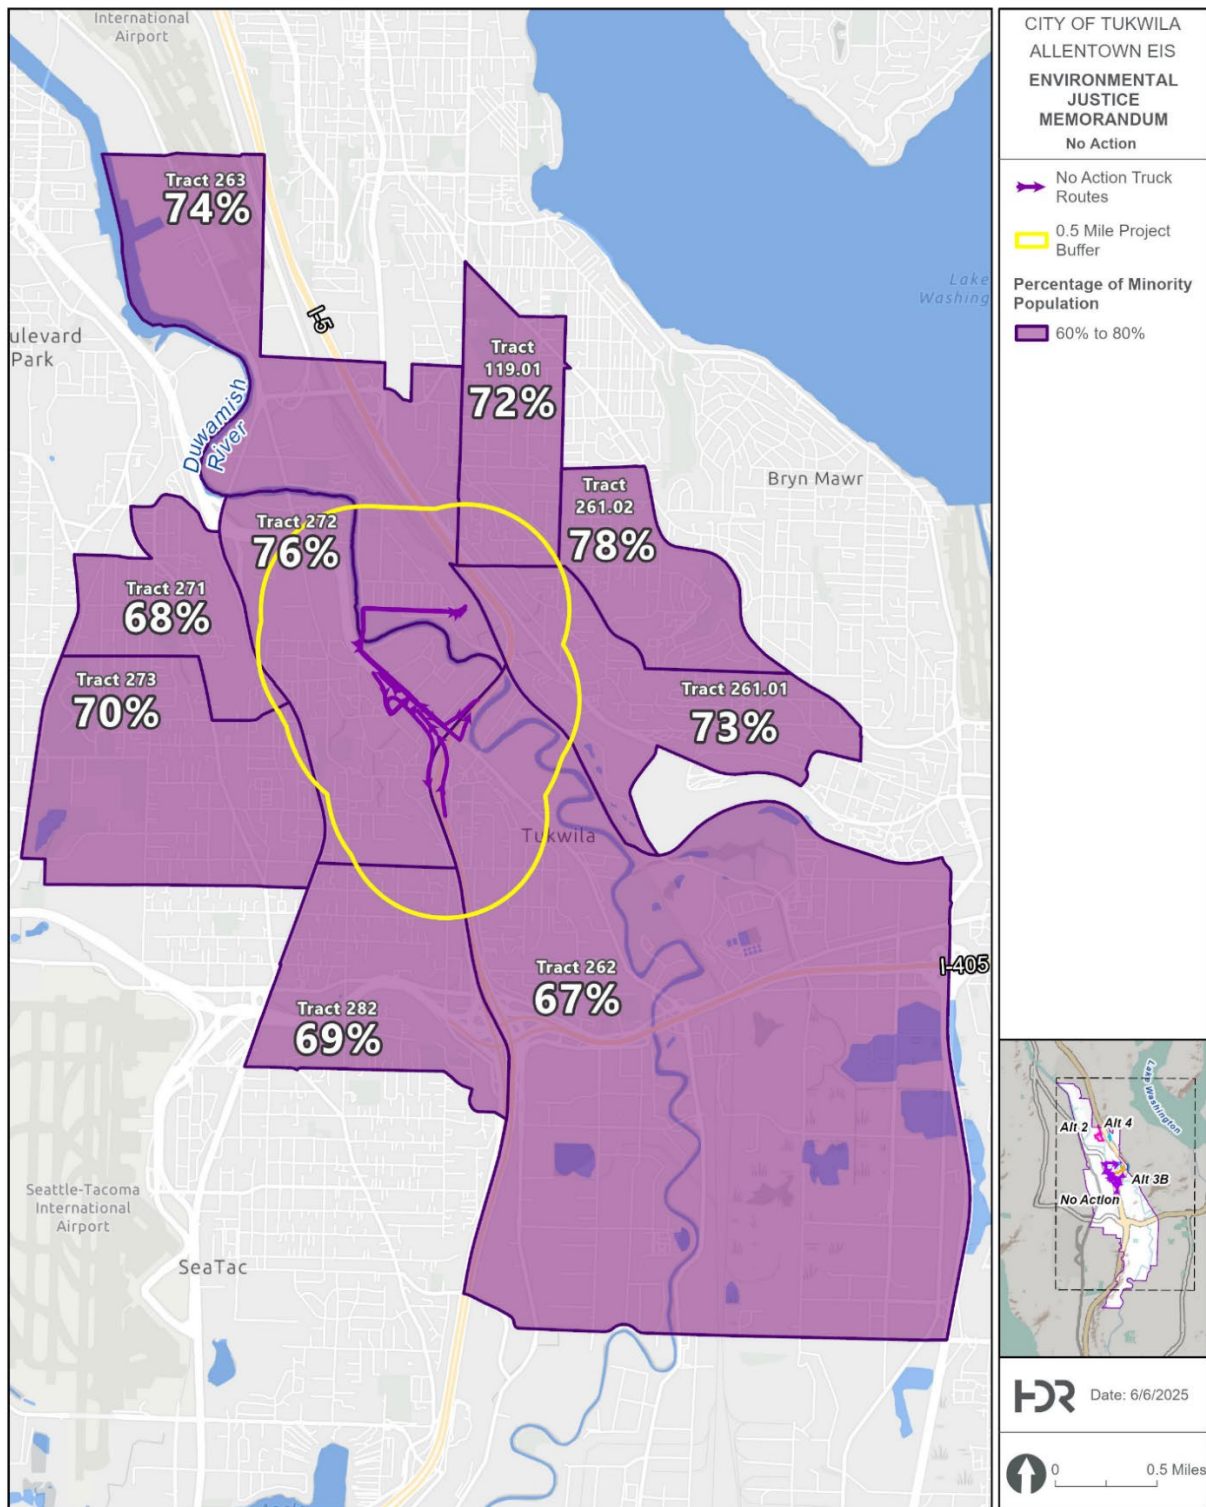 International
Airport
Tract 263
74%
I-5
ulevard
Park
Duwamish
River
Tract
119.01
72%
Lake
Washing
Bryn Mawr
Tract
261.02
78%
Tract 272
76%
Tract 271
68%
Tract 273
70%
Tract 261.01
73%
Tukwila
Tract 262
67%
I-405
Tract 282
69%
Seattle-Tacoma
International
Airport
SeaTac
CITY OF TUKWILA
ALLENTOWN EIS
ENVIRONMENTAL
JUSTICE
MEMORANDUM
No Action
No Action Truck
Routes
0.5 Mile Project
Buffer
Percentage of Minority
Population
60% to 80%
Lake Washington
Alt 2
Alt 4
Alt 3B
No Action
HDR
Date: 6/6/2025
0
0.5 Miles